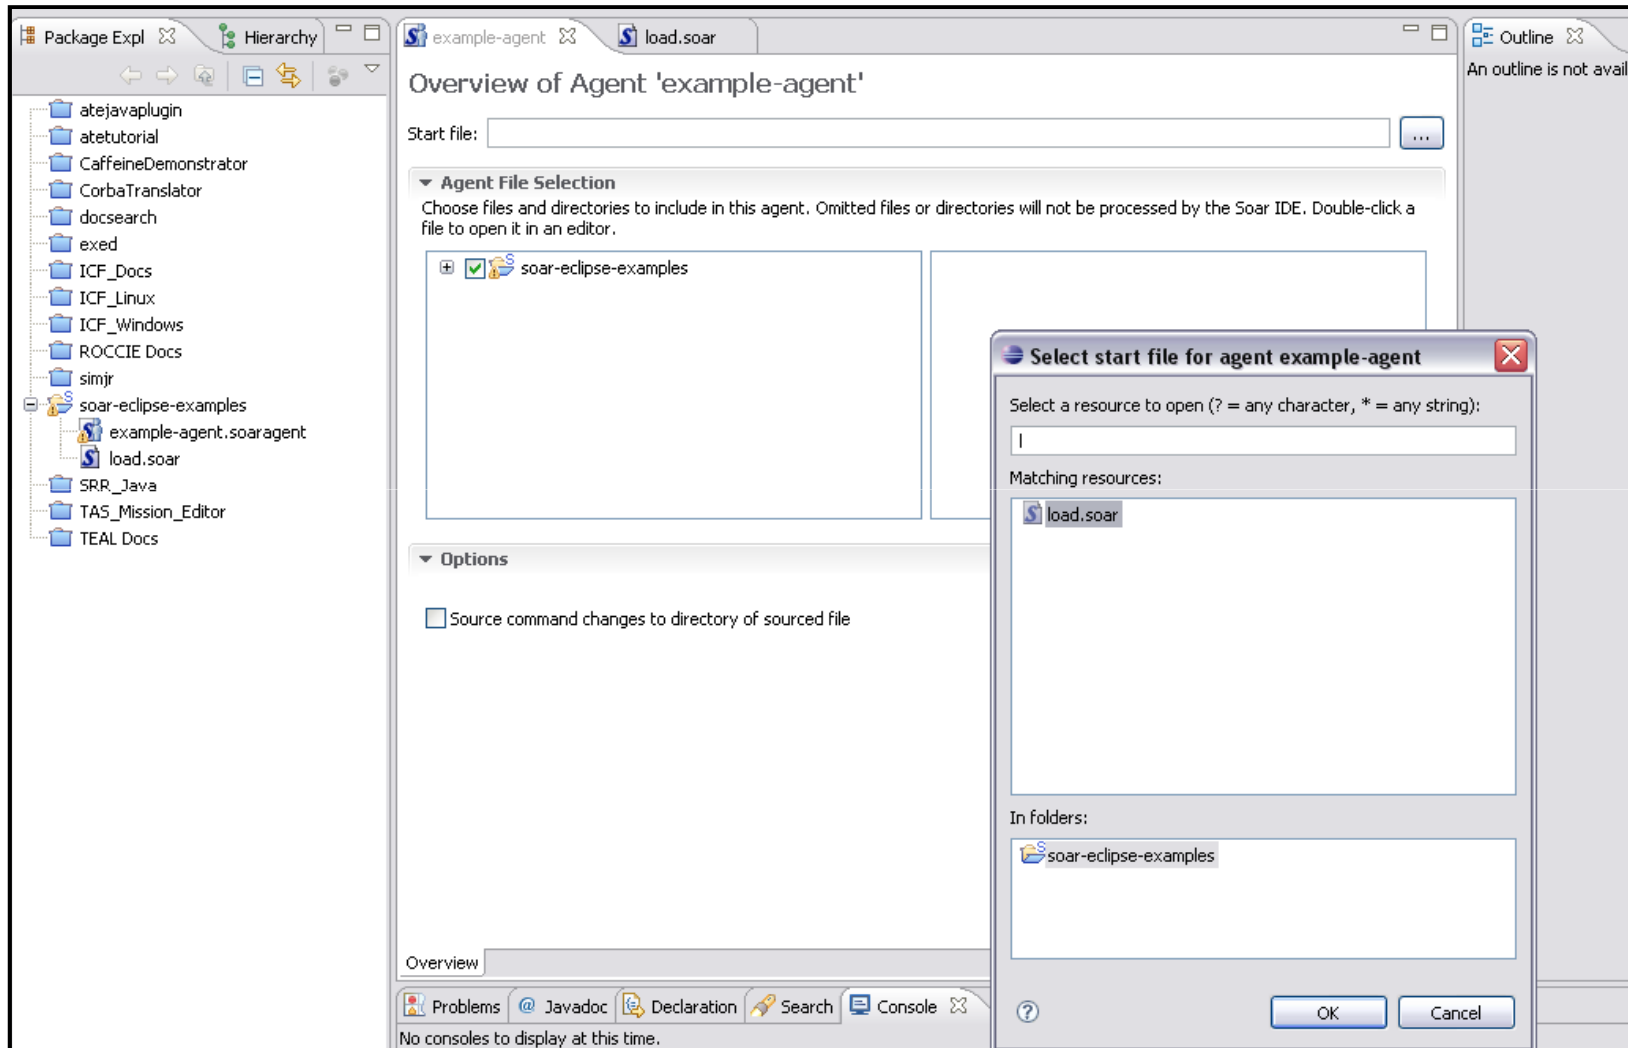 Package Expl
Hierarchy
atejavaplugin
atetutorial
CaffeineDemonstrator
CorbaTranslator
docsearch
exed
ICF_Docs
ICF_Linux
ICF_Windows
ROCCIE Docs
simjr
soar-eclipse-examples
example-agent.soaragent
load.soar
SRR_Java
TAS_Mission_Editor
TEAL Docs
example-agent
load.soar
Overview of Agent 'example-agent'
Start file:
...
Agent File Selection
Choose files and directories to include in this agent. Omitted files or directories will not be processed by the Soar IDE. Double-click a
file to open it in an editor.
soar-eclipse-examples
Options
Source command changes to directory of sourced file
Overview
Problems
@ Javadoc
Declaration
Search
Console
No consoles to display at this time.
Outline
An outline is not avail
Select start file for agent example-agent
Select a resource to open (? = any character, * = any string):
Matching resources:
load.soar
In folders:
soar-eclipse-examples
OK
Cancel